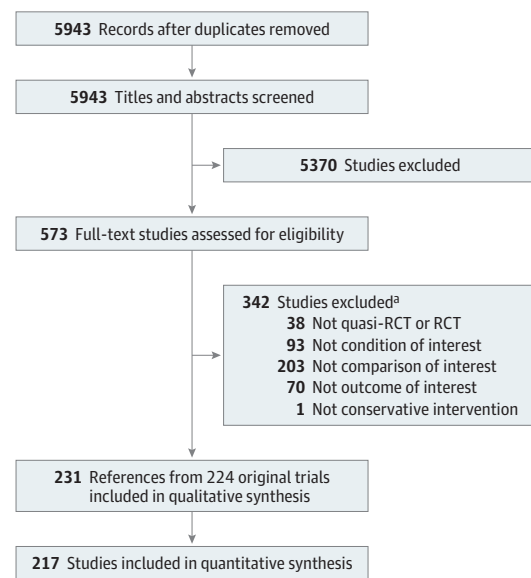 5943 Records after duplicates removed
5943 Titles and abstracts screened
5370 Studies excluded
573 Full-text studies assessed for eligibility
342 Studies excludedᵃ
38 Not quasi-RCT or RCT
93 Not condition of interest
203 Not comparison of interest
70 Not outcome of interest
1 Not conservative intervention
231 References from 224 original trials
included in qualitative synthesis
217 Studies included in quantitative synthesis